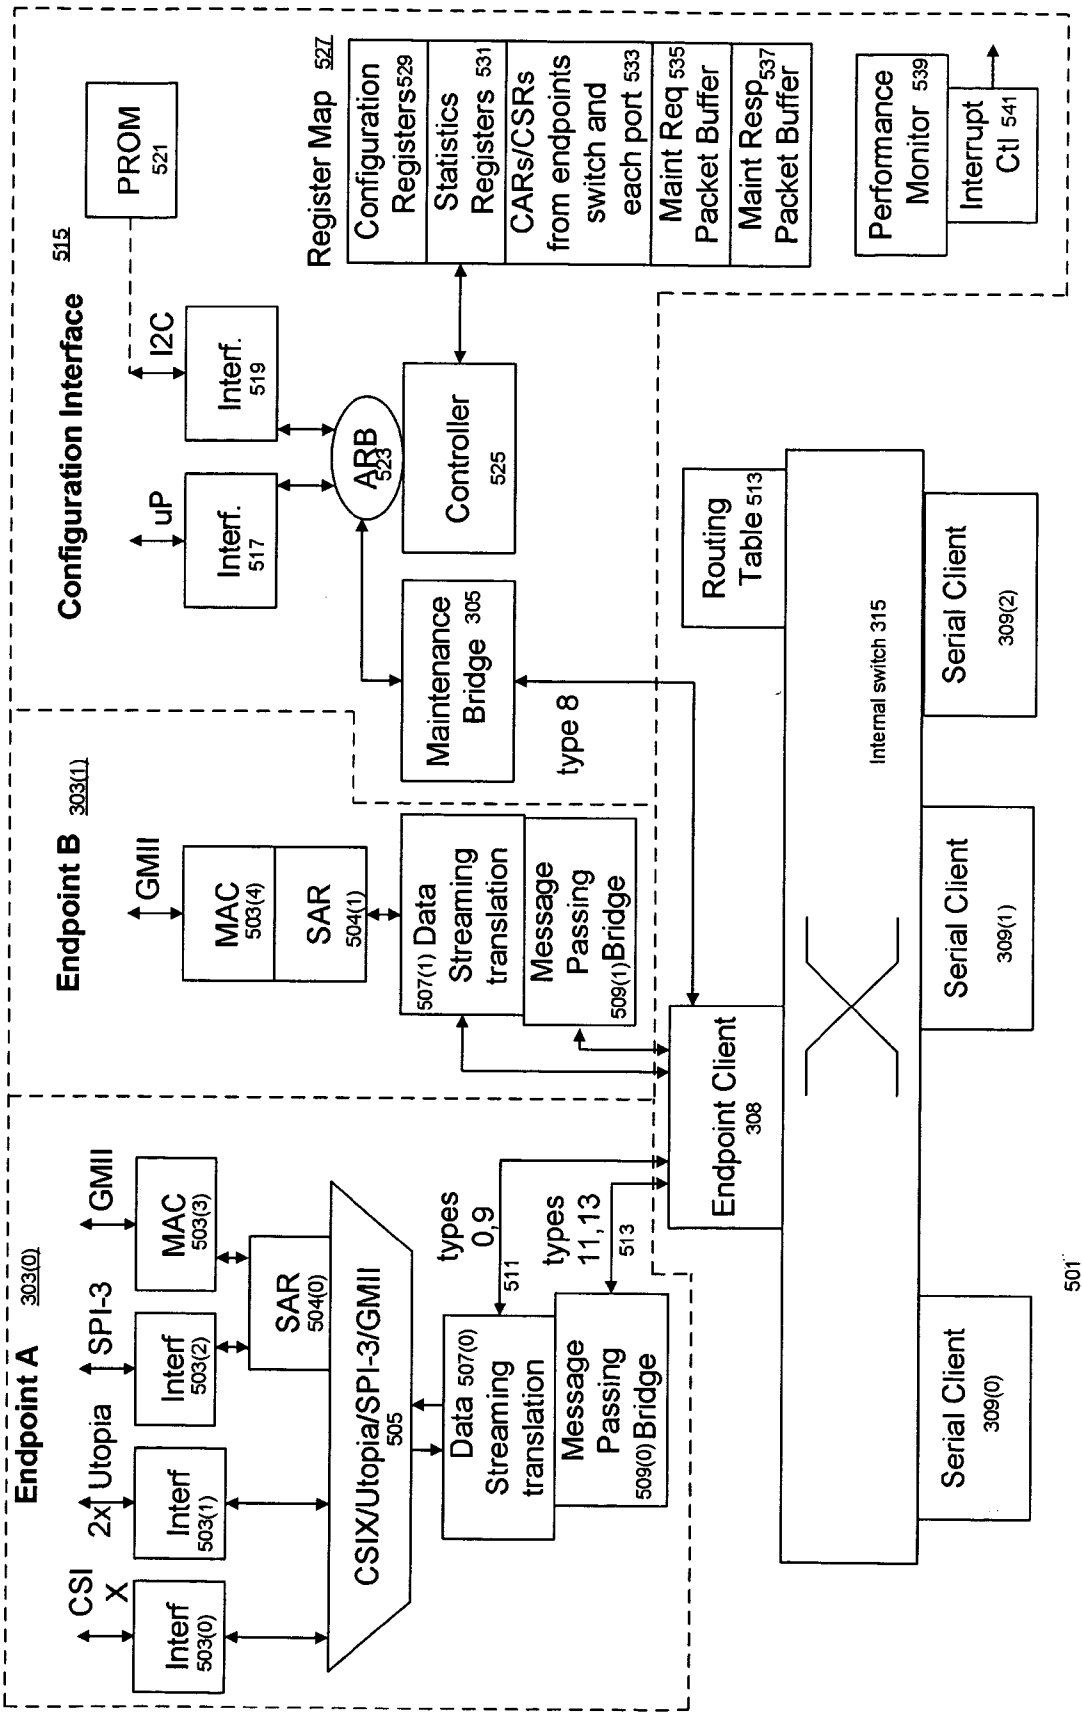 Endpoint A 303(0)
CSI
X
2x Utopia
SPI-3
GMII
Interf
503(0)
Interf
503(1)
Interf
503(2)
MAC
503(3)
SAR
504(0)
CSIX/Utopia/SPI-3/GMII
505
Data 507(0)
Streaming
translation
Message
Passing
509(0)Bridge
types
0,9
511
types
11,13
513
Endpoint B 303(1)
GMII
MAC
503(4)
SAR
504(1)
507(1) Data
Streaming
translation
Message
Passing
509(1)Bridge
Configuration Interface 515
uP
I2C
Interf.
517
Interf.
519
PROM
521
ARB
523
Controller
525
Maintenance
Bridge 305
type 8
Register Map 527
Configuration
Registers529
Statistics
Registers 531
CARs/CSRs
from endpoints
switch and
each port 533
Maint Req535
Packet Buffer
Maint Resp537
Packet Buffer
Performance
Monitor 539
Interrupt
Ctl 541
Endpoint Client
308
Routing
Table 513
Internal switch 315
Serial Client
309(0)
Serial Client
309(1)
Serial Client
309(2)
501